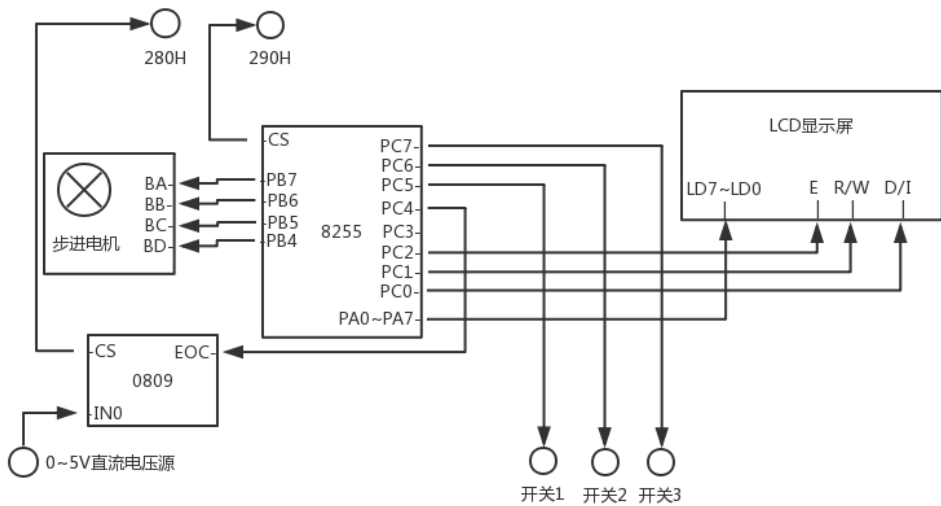 280H
290H
CS
PC7
PC6
PC5
PC4
PC3
PC2
PC1
PC0
PA0~PA7
PB7
PB6
PB5
PB4
8255
BA
BB
BC
BD
步进电机
LCD显示屏
LD7~LD0 E R/W D/I
CS
EOC
0809
IN0
0~5V直流电压源
开关1 开关2 开关3